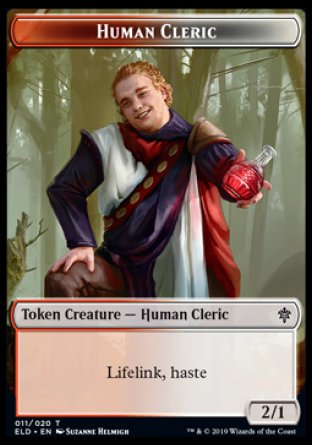 Human Cleric
Token Creature — Human Cleric
Lifelink, haste
2/1
011/020 T
ELD • EN Suzanne Helmigh
™ & © 2019 Wizards of the Coast